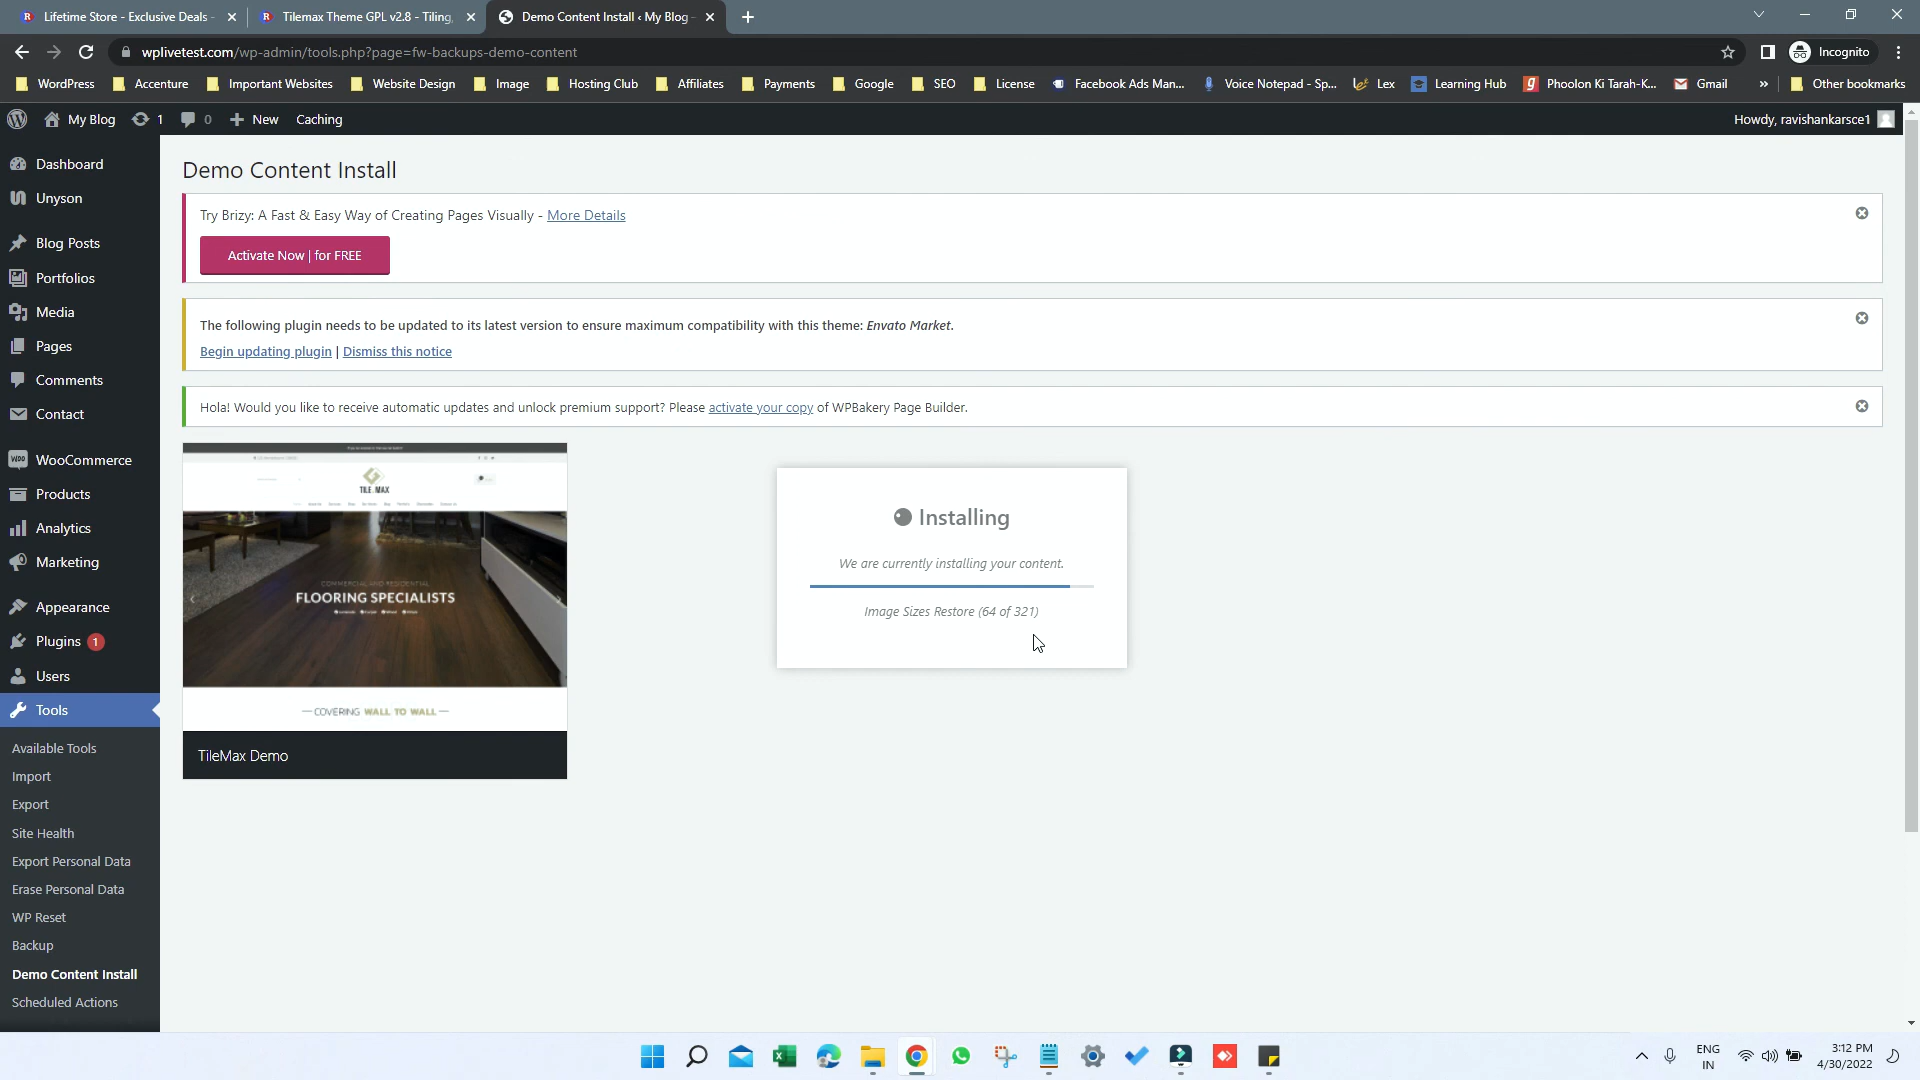 Lifetime Store - Exclusive Deals -
Tilemax Theme GPL v2.8 - Tiling,
Demo Content Install ‹ My Blog -
wplivetest.com/wp-admin/tools.php?page=fw-backups-demo-content
Incognito
WordPress
Accenture
Important Websites
Website Design
Image
Hosting Club
Affiliates
Payments
Google
SEO
License
Facebook Ads Man...
Voice Notepad - Sp...
Lex
Learning Hub
Phoolon Ki Tarah-K...
Gmail
»
Other bookmarks
My Blog
1
0
New
Caching
Howdy, ravishankarsce1
Dashboard
Unyson
Blog Posts
Portfolios
Media
Pages
Comments
Contact
WooCommerce
Products
Analytics
Marketing
Appearance
Plugins 1
Users
Tools
Available Tools
Import
Export
Site Health
Export Personal Data
Erase Personal Data
WP Reset
Backup
Demo Content Install
Scheduled Actions
Demo Content Install
Try Brizy: A Fast & Easy Way of Creating Pages Visually - More Details
Activate Now | for FREE
The following plugin needs to be updated to its latest version to ensure maximum compatibility with this theme: Envato Market.
Begin updating plugin | Dismiss this notice
Hola! Would you like to receive automatic updates and unlock premium support? Please activate your copy of WPBakery Page Builder.
TILE MAX
COMMERCIAL AND RESIDENTIAL
FLOORING SPECIALISTS
COVERING WALL TO WALL
TileMax Demo
Installing
We are currently installing your content.
Image Sizes Restore (64 of 321)
ENG
IN
3:12 PM
4/30/2022